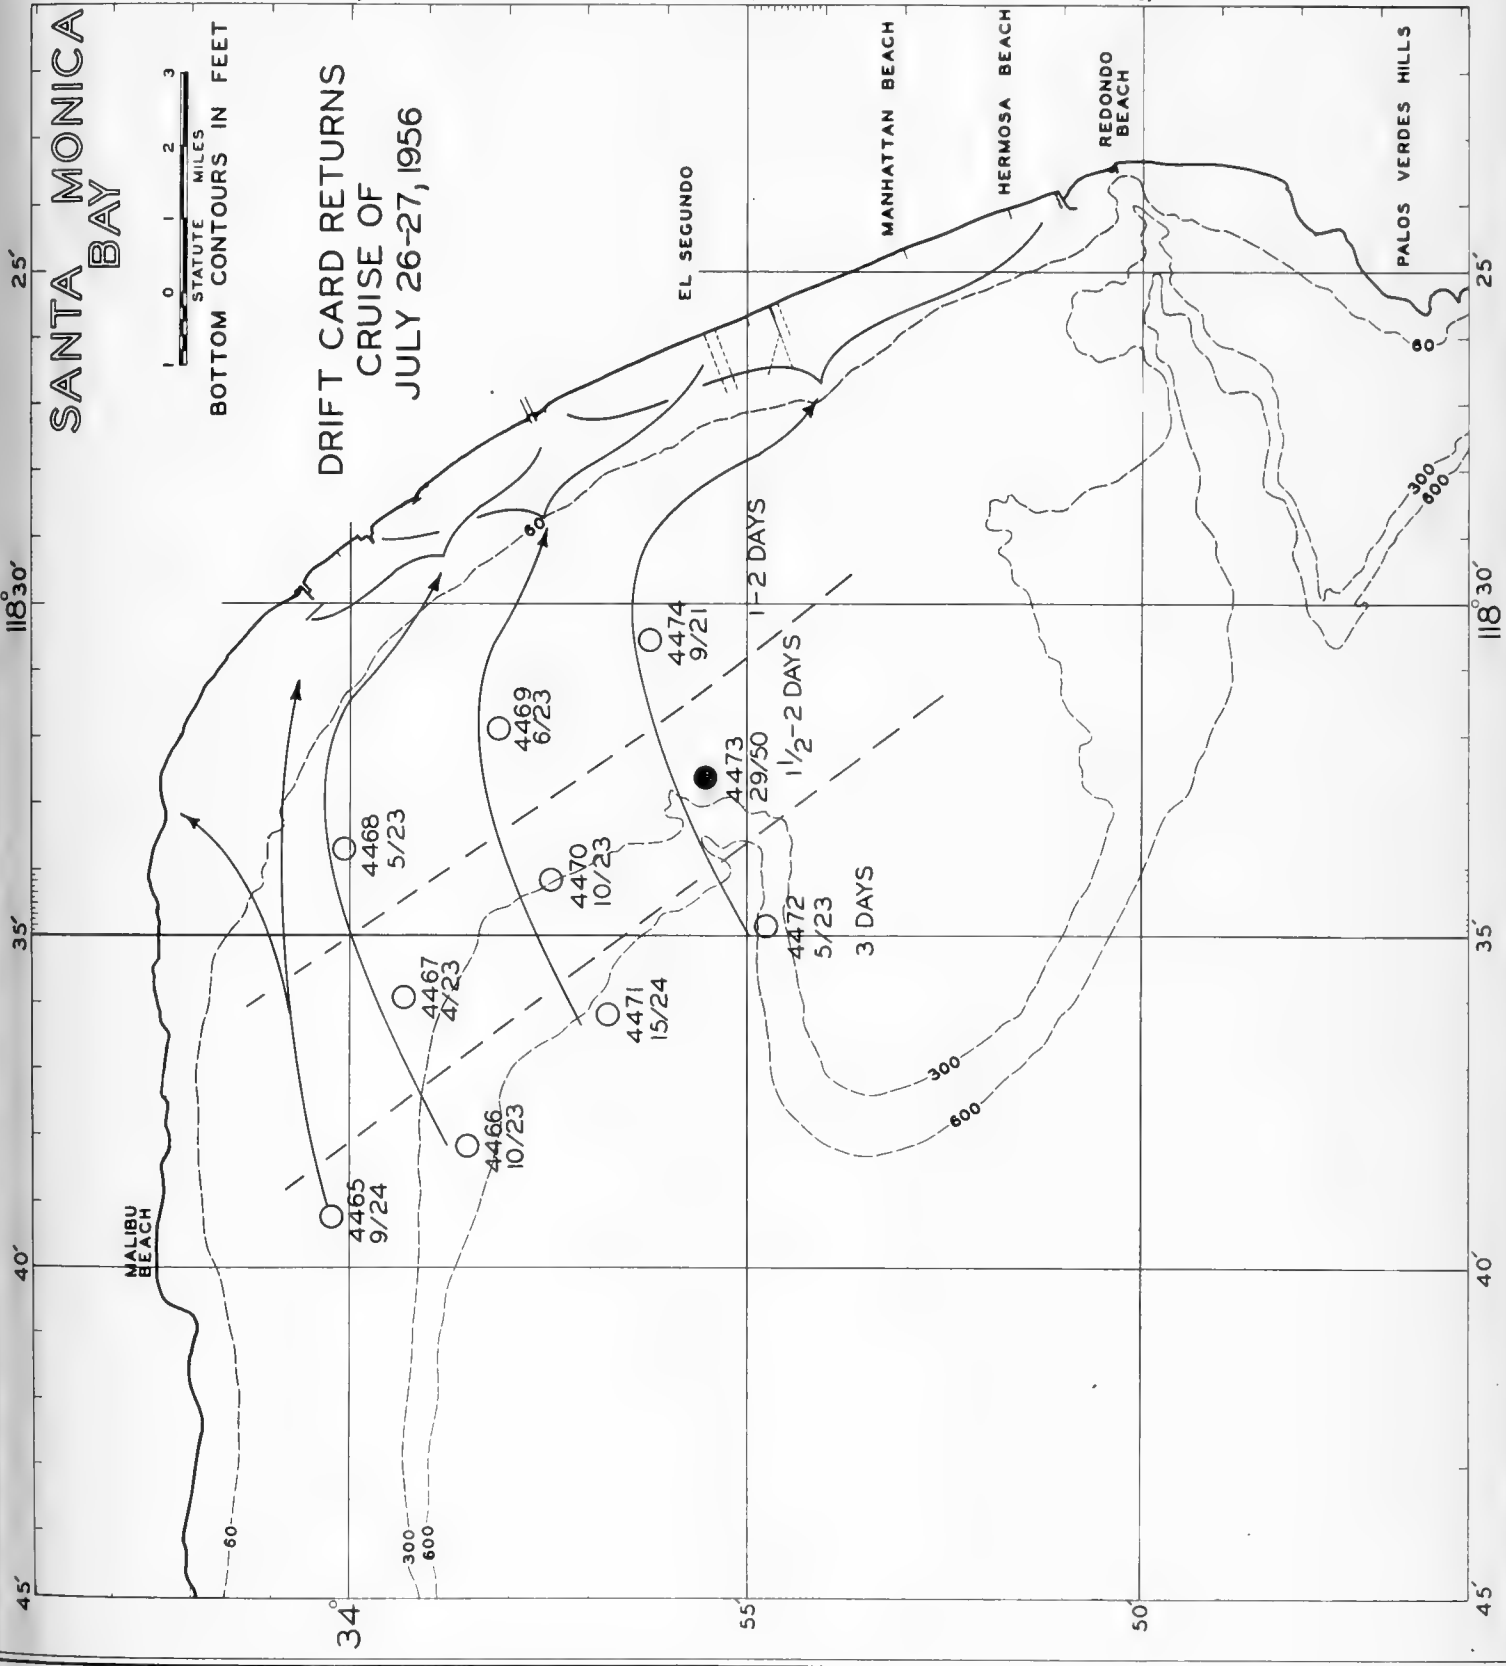 SANTA MONICA
BAY
1 0 1 2 3
STATUTE MILES
BOTTOM CONTOURS IN FEET
DRIFT CARD RETURNS
CRUISE OF
JULY 26-27, 1956
45′
40′
35′
118°30′
25′
MALIBU
BEACH
EL SEGUNDO
MANHATTAN BEACH
HERMOSA BEACH
REDONDO
BEACH
PALOS VERDES HILLS
34°
55′
50′
4465
9/24
4466
10/23
4467
4/23
4468
5/23
4469
6/23
4470
10/23
4471
15/24
4472
5/23
4473
29/50
4474
9/21
1-2 DAYS
1 1/2-2 DAYS
3 DAYS
60
300
600
60
300
600
300
600
60
45′
40′
35′
118°30′
25′